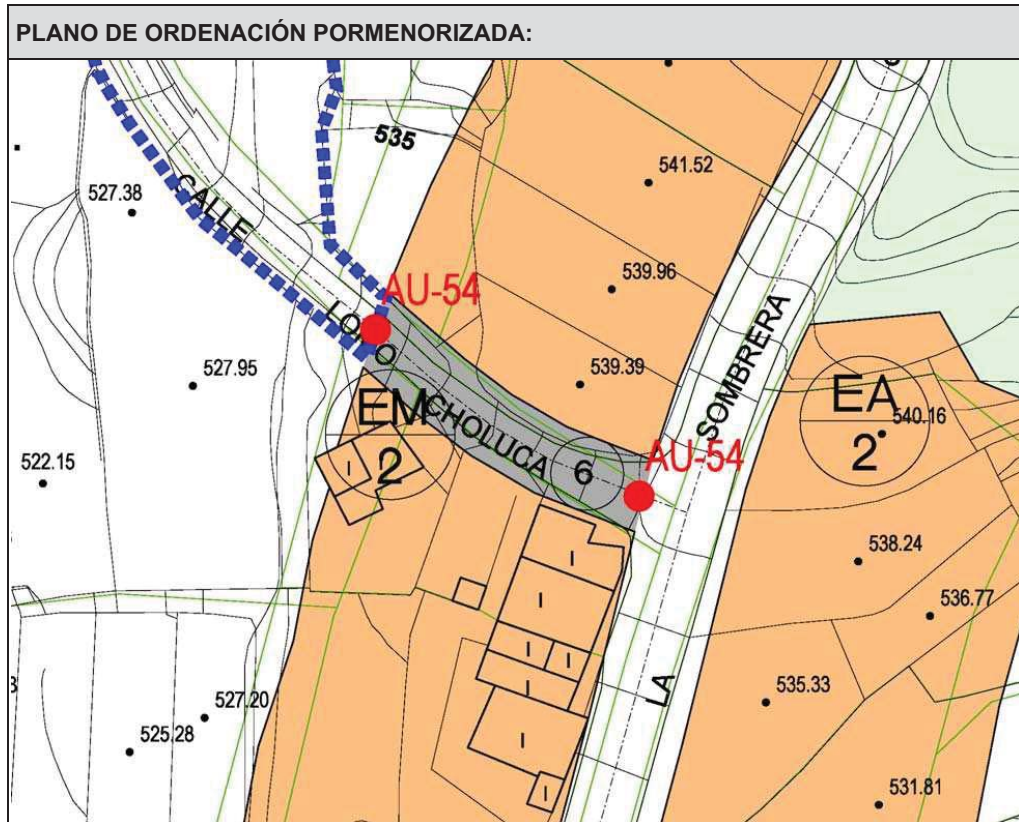 PLANO DE ORDENACIÓN PORMENORIZADA:
535
541.52
527.38
CALLE
539.96
AU-54
LOMO
SOMBRERA
527.95
539.39
EM
2
CHOLUCA
6
AU-54
EA
2
540.16
522.15
I
538.24
I
I
536.77
I
I
I
LA
535.33
527.20
I
525.28
I
531.81